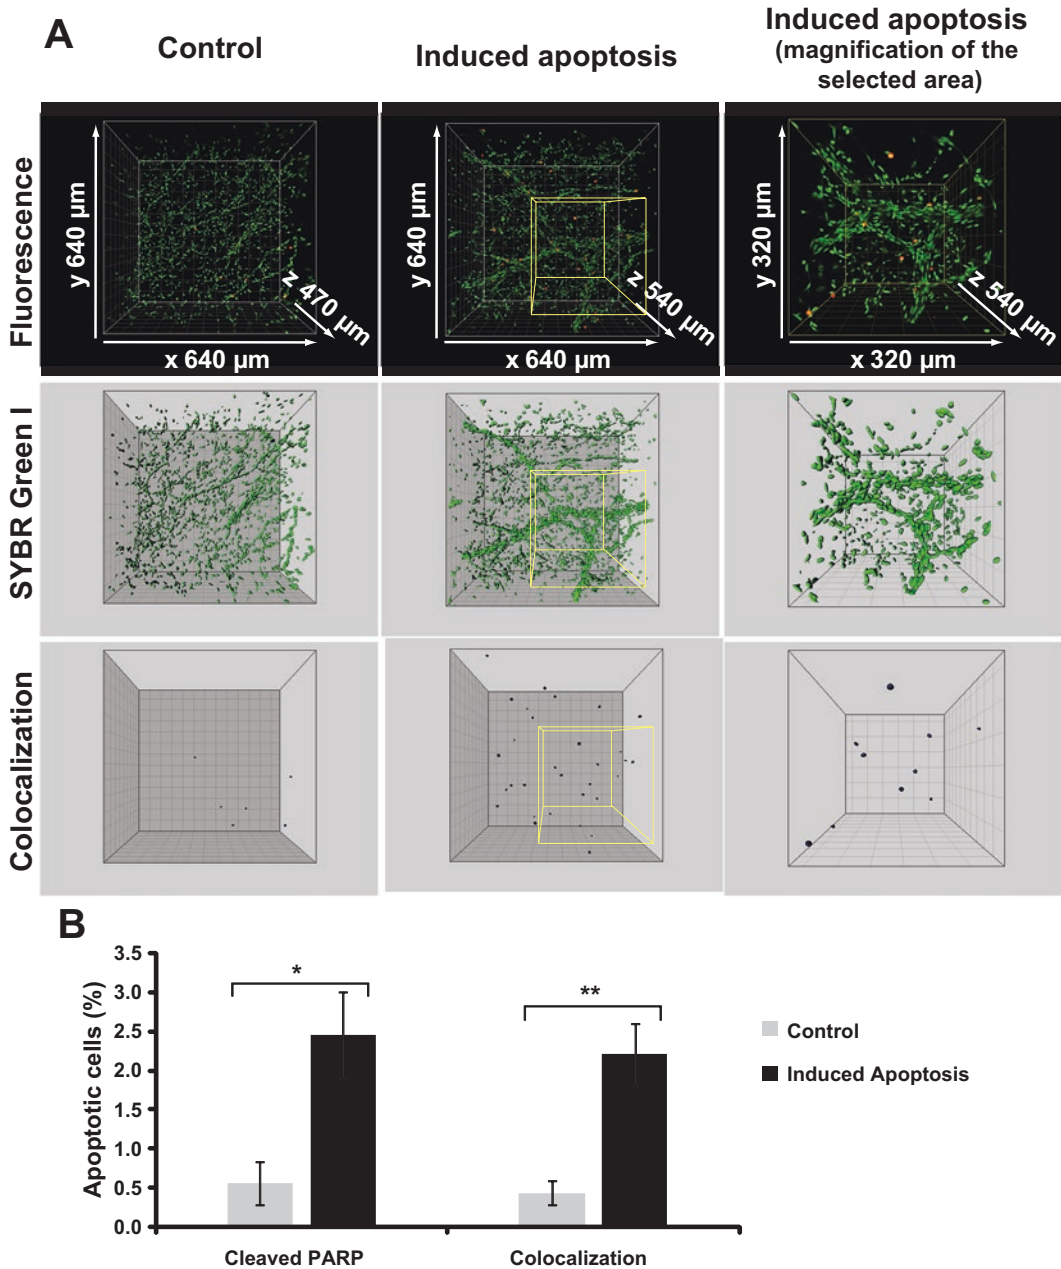 A
Control
Induced apoptosis
Induced apoptosis
(magnification of the
selected area)
Fluorescence
y 640 µm
z 470 µm
x 640 µm
y 640 µm
z 540 µm
x 640 µm
y 320 µm
z 540 µm
x 320 µm
SYBR Green I
Colocalization
B
Apoptotic cells (%)
3.5
3.0
2.5
2.0
1.5
1.0
0.5
0.0
*
**
Control
Induced Apoptosis
Cleaved PARP
Colocalization